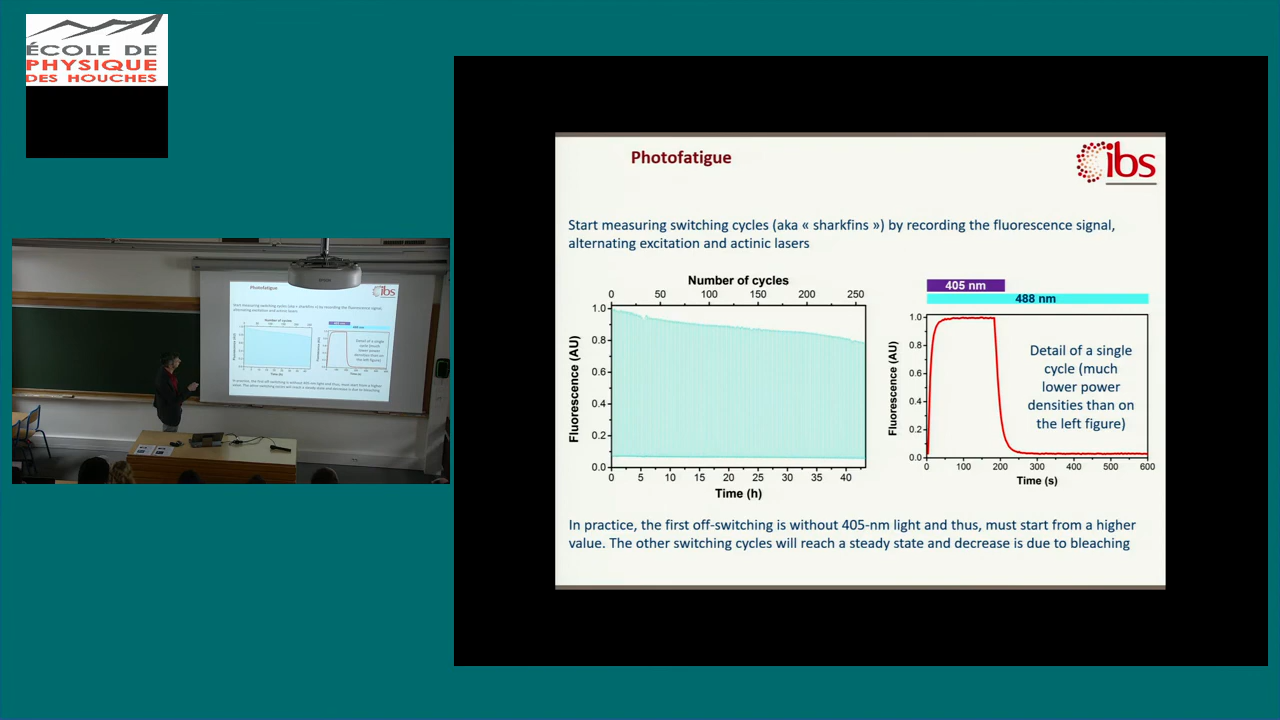 ÉCOLE DE
PHYSIQUE
DES HOUCHES
Photofatigue
ibs
Start measuring switching cycles (aka « sharkfins ») by recording the fluorescence signal,
alternating excitation and actinic lasers
Number of cycles
0 50 100 150 200 250
1.0
0.8
0.6
0.4
0.2
0.0
Fluorescence (AU)
0 5 10 15 20 25 30 35 40
Time (h)
405 nm
488 nm
1.0
0.8
0.6
0.4
0.2
0.0
Fluorescence (AU)
Detail of a single
cycle (much
lower power
densities than on
the left figure)
0 100 200 300 400 500 600
Time (s)
In practice, the first off-switching is without 405-nm light and thus, must start from a higher
value. The other switching cycles will reach a steady state and decrease is due to bleaching
Photofatigue
ibs